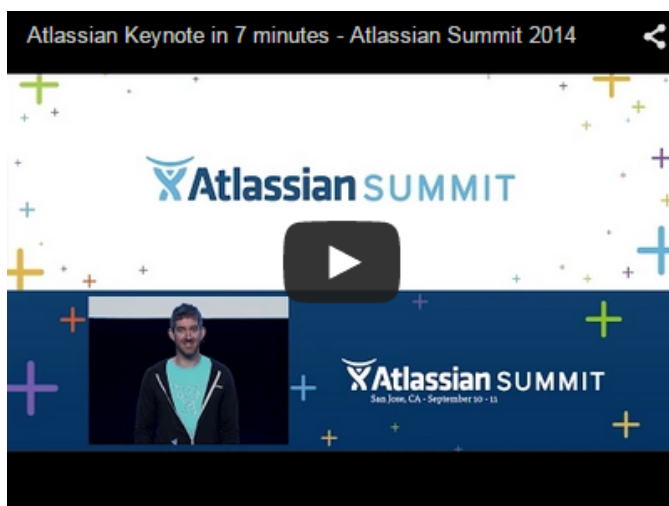 Atlassian Keynote in 7 minutes - Atlassian Summit 2014
Atlassian SUMMIT
Atlassian SUMMIT
San Jose, CA - September 10 - 11